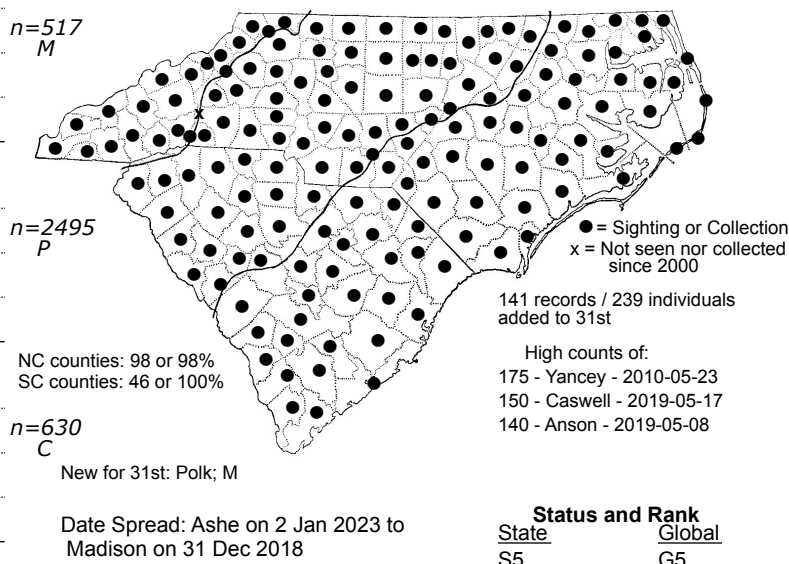 n=517
M
n=2495
P
● = Sighting or Collection
x = Not seen nor collected
since 2000
141 records / 239 individuals
added to 31st
NC counties: 98 or 98%
SC counties: 46 or 100%
High counts of:
175 - Yancey - 2010-05-23
150 - Caswell - 2019-05-17
140 - Anson - 2019-05-08
n=630
C
New for 31st: Polk; M
Date Spread: Ashe on 2 Jan 2023 to
Madison on 31 Dec 2018
Status and Rank
State Global
S5 G5
x